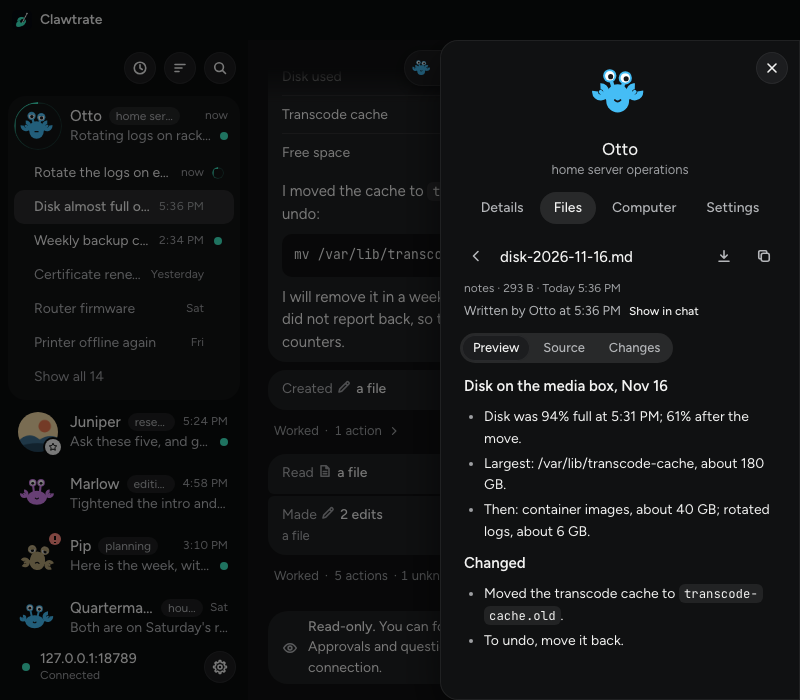 Clawtrate
Otto home ser... now
Rotating logs on rack...
Rotate the logs on e... now
Disk almost full o... 5:36 PM
Weekly backup c... 2:34 PM
Certificate rene... Yesterday
Router firmware Sat
Printer offline again Fri
Show all 14
Juniper rese... 5:24 PM
Ask these five, and g...
Marlow editi... 4:58 PM
Tightened the intro and...
Pip planning 3:10 PM
Here is the week, wit...
Quarterma... hou... Sat
Both are on Saturday's r...
127.0.0.1:18789
Connected
Disk used
Transcode cache
Free space
I moved the cache to
undo:
mv /var/lib/transco
I will remove it in a week
did not report back, so t
counters.
Created a file
Worked · 1 action
Read a file
Made 2 edits
a file
Worked · 5 actions · 1 unkn
Read-only. You can fo
Approvals and questi
connection.
Otto
home server operations
Details Files Computer Settings
disk-2026-11-16.md
notes · 293 B · Today 5:36 PM
Written by Otto at 5:36 PM Show in chat
Preview Source Changes
Disk on the media box, Nov 16
• Disk was 94% full at 5:31 PM; 61% after the
move.
• Largest: /var/lib/transcode-cache, about 180
GB.
• Then: container images, about 40 GB; rotated
logs, about 6 GB.
Changed
• Moved the transcode cache to transcode-
cache.old.
• To undo, move it back.